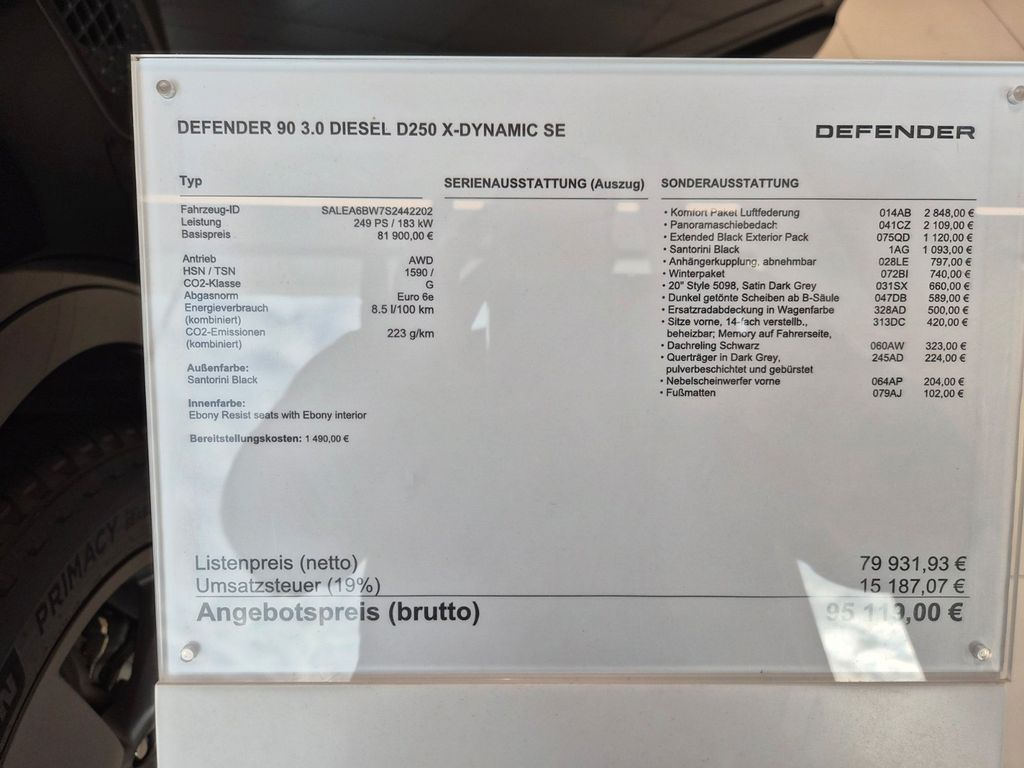 DEFENDER 90 3.0 DIESEL D250 X-DYNAMIC SE
DEFENDER
Typ
Fahrzeug-ID SALEA6BW7S2442202
Leistung 249 PS / 183 kW
Basispreis 81 900,00 €
Antrieb AWD
HSN / TSN 1590 /
CO2-Klasse G
Abgasnorm Euro 6e
Energieverbrauch 8.5 l/100 km
(kombiniert)
CO2-Emissionen 223 g/km
(kombiniert)
Außenfarbe:
Santorini Black
Innenfarbe:
Ebony Resist seats with Ebony interior
Bereitstellungskosten: 1 490,00 €
SERIENAUSSTATTUNG (Auszug)
SONDERAUSSTATTUNG
• Komfort Paket Luftfederung 014AB 2 848,00 €
• Panoramaschiebedach 041CZ 2 109,00 €
• Extended Black Exterior Pack 075QD 1 120,00 €
• Santorini Black 1AG 1 093,00 €
• Anhängerkupplung, abnehmbar 028LE 797,00 €
• Winterpaket 072BI 740,00 €
• 20" Style 5098, Satin Dark Grey 031SX 660,00 €
• Dunkel getönte Scheiben ab B-Säule 047DB 589,00 €
• Ersatzradabdeckung in Wagenfarbe 328AD 500,00 €
• Sitze vorne, 14-fach verstellb., 313DC 420,00 €
beheizbar; Memory auf Fahrerseite,
• Dachreling Schwarz 060AW 323,00 €
• Querträger in Dark Grey, 245AD 224,00 €
pulverbeschichtet und gebürstet
• Nebelscheinwerfer vorne 064AP 204,00 €
• Fußmatten 079AJ 102,00 €
Listenpreis (netto) 79 931,93 €
Umsatzsteuer (19%) 15 187,07 €
Angebotspreis (brutto) 95 119,00 €
PRIMACY